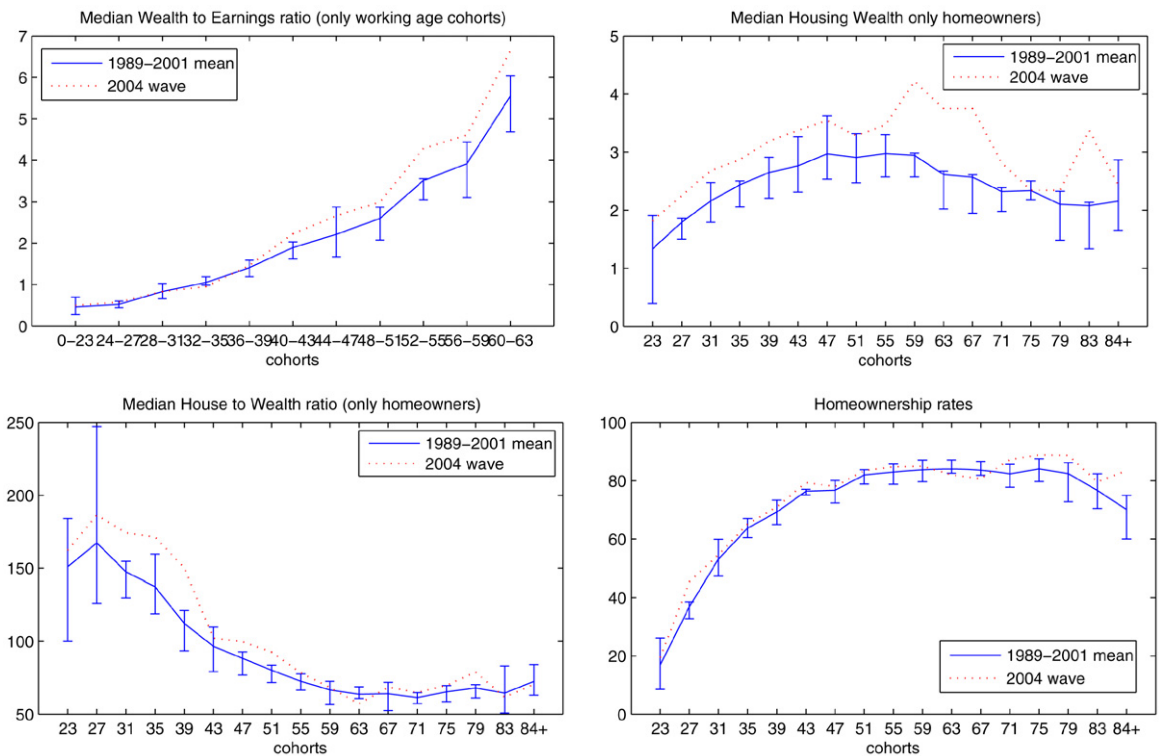 Median Wealth to Earnings ratio (only working age cohorts)
7
6
5
4
3
2
1
0
1989−2001 mean
2004 wave
0−23 24−27 28−31 32−35 36−39 40−43 44−47 48−51 52−55 56−59 60−63
cohorts
Median Housing Wealth only homeowners)
5
4
3
2
1
0
1989−2001 mean
2004 wave
23 27 31 35 39 43 47 51 55 59 63 67 71 75 79 83 84+
cohorts
Median House to Wealth ratio (only homeowners)
250
200
150
100
50
1989−2001 mean
2004 wave
23 27 31 35 39 43 47 51 55 59 63 67 71 75 79 83 84+
cohorts
Homeownership rates
100
80
60
40
20
0
1989−2001 mean
2004 wave
23 27 31 35 39 43 47 51 55 59 63 67 71 75 79 83 84+
cohorts